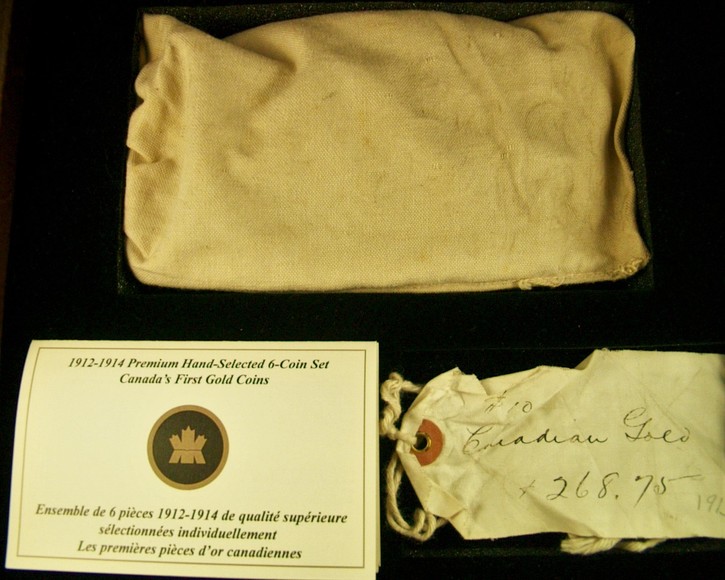 1912-1914 Premium Hand-Selected 6-Coin Set
Canada's First Gold Coins
Ensemble de 6 pièces 1912-1914 de qualité supérieure
sélectionnées individuellement
Les premières pièces d'or canadiennes
10
Canadian Gold
268.75